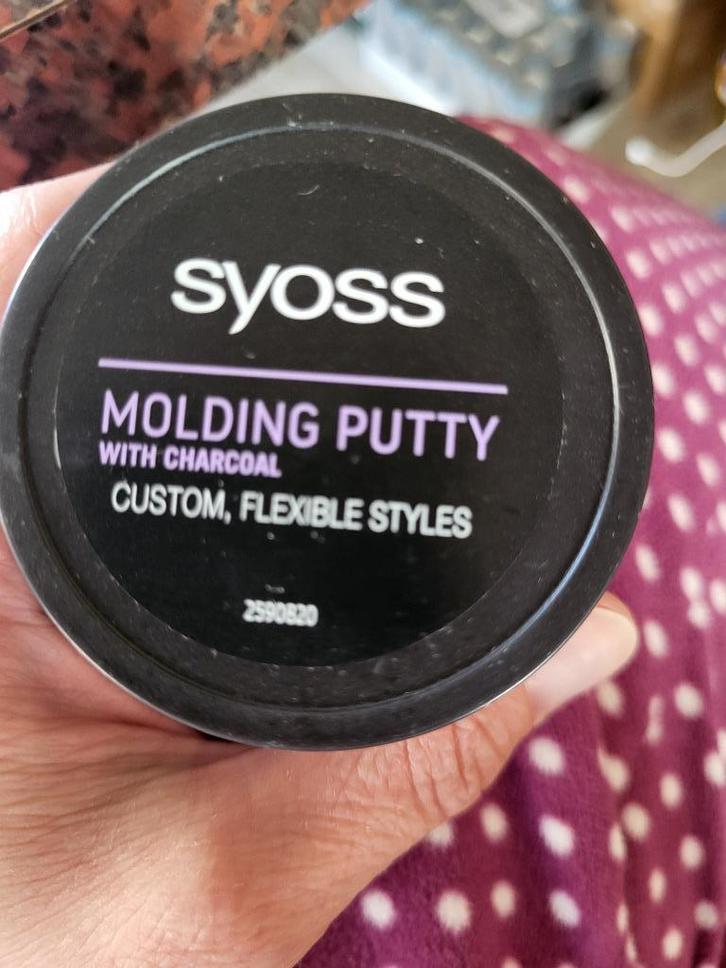 syoss
MOLDING PUTTY
WITH CHARCOAL
CUSTOM, FLEXIBLE STYLES
2590820